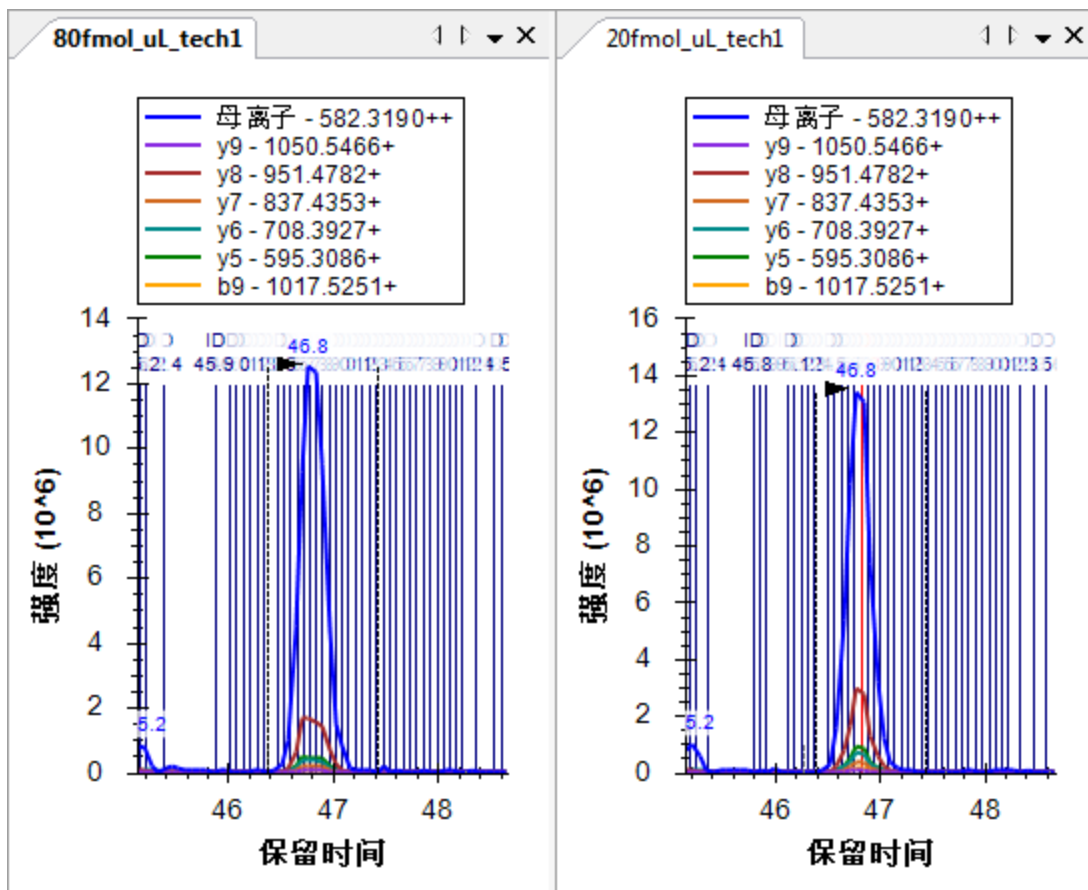 80fmol_uL_tech1
母离子 - 582.3190++
y9 - 1050.5466+
y8 - 951.4782+
y7 - 837.4353+
y6 - 708.3927+
y5 - 595.3086+
b9 - 1017.5251+
14
12
10
8
6
4
2
0
ID
46.8
5.2
强度 (10^6)
46 47 48
保留时间
20fmol_uL_tech1
母离子 - 582.3190++
y9 - 1050.5466+
y8 - 951.4782+
y7 - 837.4353+
y6 - 708.3927+
y5 - 595.3086+
b9 - 1017.5251+
16
14
12
10
8
6
4
2
0
ID
46.8
5.2
强度 (10^6)
46 47 48
保留时间